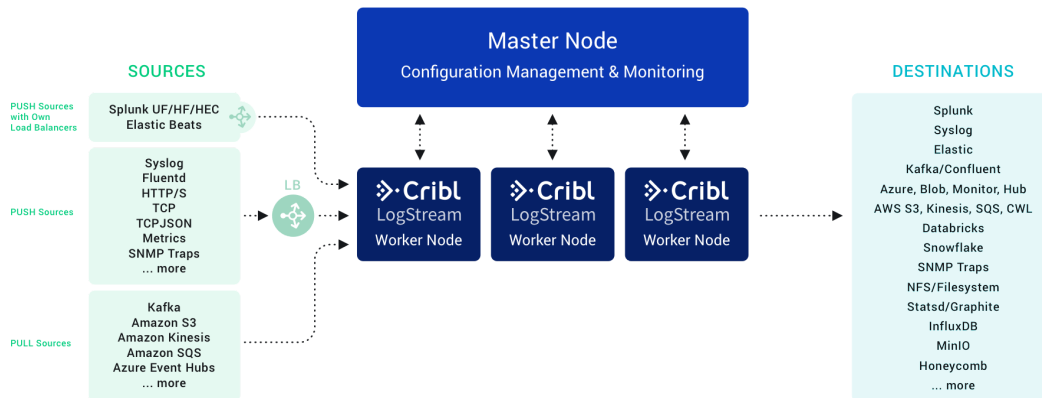 Master Node
Configuration Management & Monitoring
SOURCES
PUSH Sources
with Own
Load Balancers
Splunk UF/HF/HEC
Elastic Beats
PUSH Sources
Syslog
Fluentd
HTTP/S
TCP
TCPJSON
Metrics
SNMP Traps
... more
LB
PULL Sources
Kafka
Amazon S3
Amazon Kinesis
Amazon SQS
Azure Event Hubs
... more
Cribl
LogStream
Worker Node
Cribl
LogStream
Worker Node
Cribl
LogStream
Worker Node
DESTINATIONS
Splunk
Syslog
Elastic
Kafka/Confluent
Azure, Blob, Monitor, Hub
AWS S3, Kinesis, SQS, CWL
Databricks
Snowflake
SNMP Traps
NFS/Filesystem
Statsd/Graphite
InfluxDB
MinIO
Honeycomb
... more